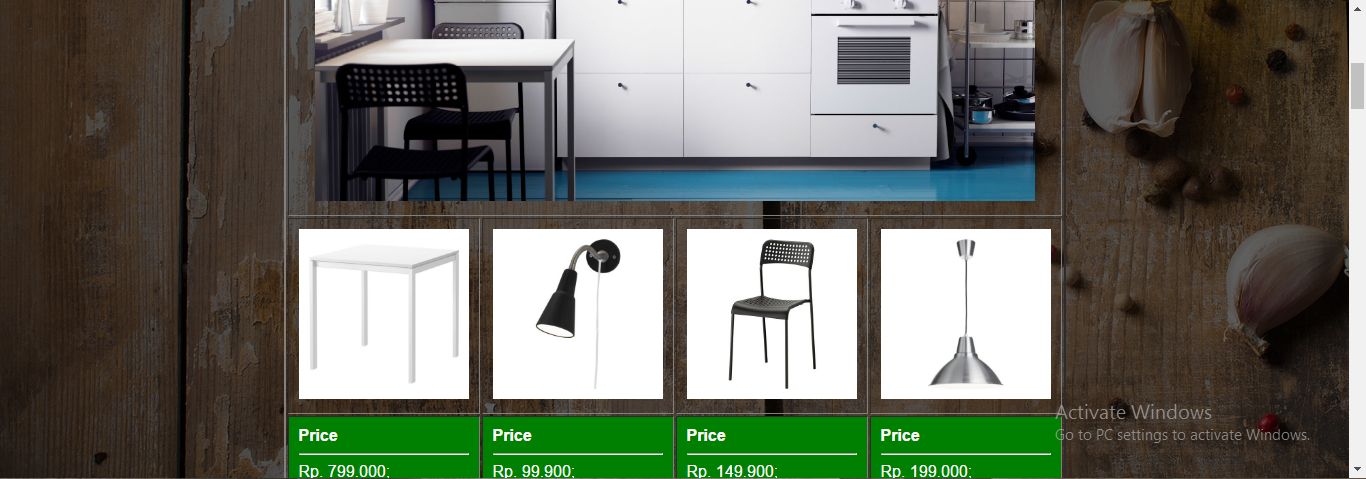 Price
Rp. 799.000;
Price
Rp. 99.900;
Price
Rp. 149.900;
Price
Rp. 199.000;
Activate Windows
Go to PC settings to activate Windows.